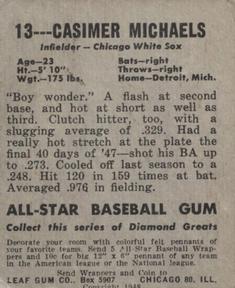 13---CASIMER MICHAELS
Infielder - Chicago White Sox
Age—23 Bats—right
Ht.—5' 10" Throws—right
Wgt.—175 lbs. Home—Detroit, Mich.
"Boy wonder." A flash at second
base, and hot at short as well as
third. Clutch hitter, too, with a
slugging average of .329. Had a
really hot stretch at the plate the
final 40 days of '47—shot his BA up
to .273. Cooled off last season to a
.248. Hit 120 in 159 times at bat.
Averaged .976 in fielding.
ALL-STAR BASEBALL GUM
Collect this series of Diamond Greats
Decorate your room with colorful felt pennants of
your favorite teams. Send 5 All-Star Baseball Wrap-
pers and 10c for big 12" x 6" pennant of any team
in the American league or the National league.
Send Wrappers and Coin to
LEAF GUM CO. Box 5907 CHICAGO 80, ILL.
Copyright 1948